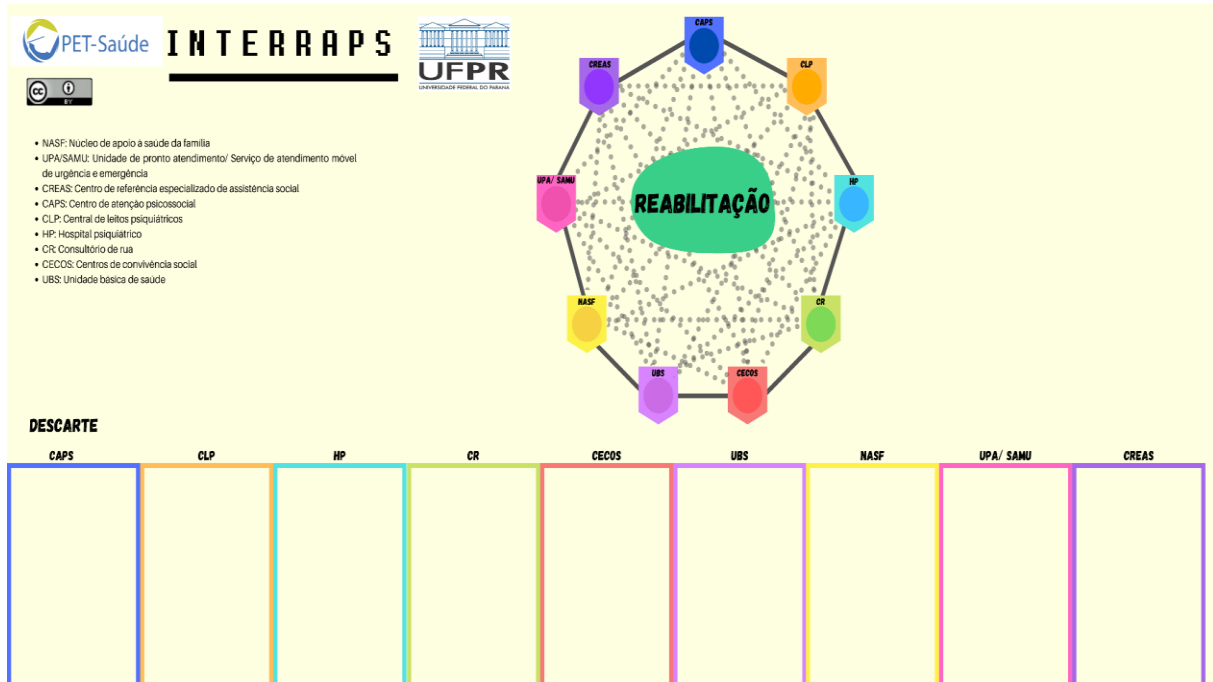 PET-Saúde
INTERRAPS
UFPR
UNIVERSIDADE FEDERAL DO PARANÁ
CC
BY
• NASF: Núcleo de apoio à saúde da família
• UPA/SAMU: Unidade de pronto atendimento/ Serviço de atendimento móvel
de urgência e emergência
• CREAS: Centro de referência especializado de assistência social
• CAPS: Centro de atenção psicossocial
• CLP: Central de leitos psiquiátricos
• HP: Hospital psiquiátrico
• CR: Consultório de rua
• CECOS: Centros de convivência social
• UBS: Unidade básica de saúde
CAPS
CREAS
CLP
UPA/ SAMU
HP
REABILITAÇÃO
NASF
CR
UBS
CECOS
DESCARTE
CAPS
CLP
HP
CR
CECOS
UBS
NASF
UPA/ SAMU
CREAS